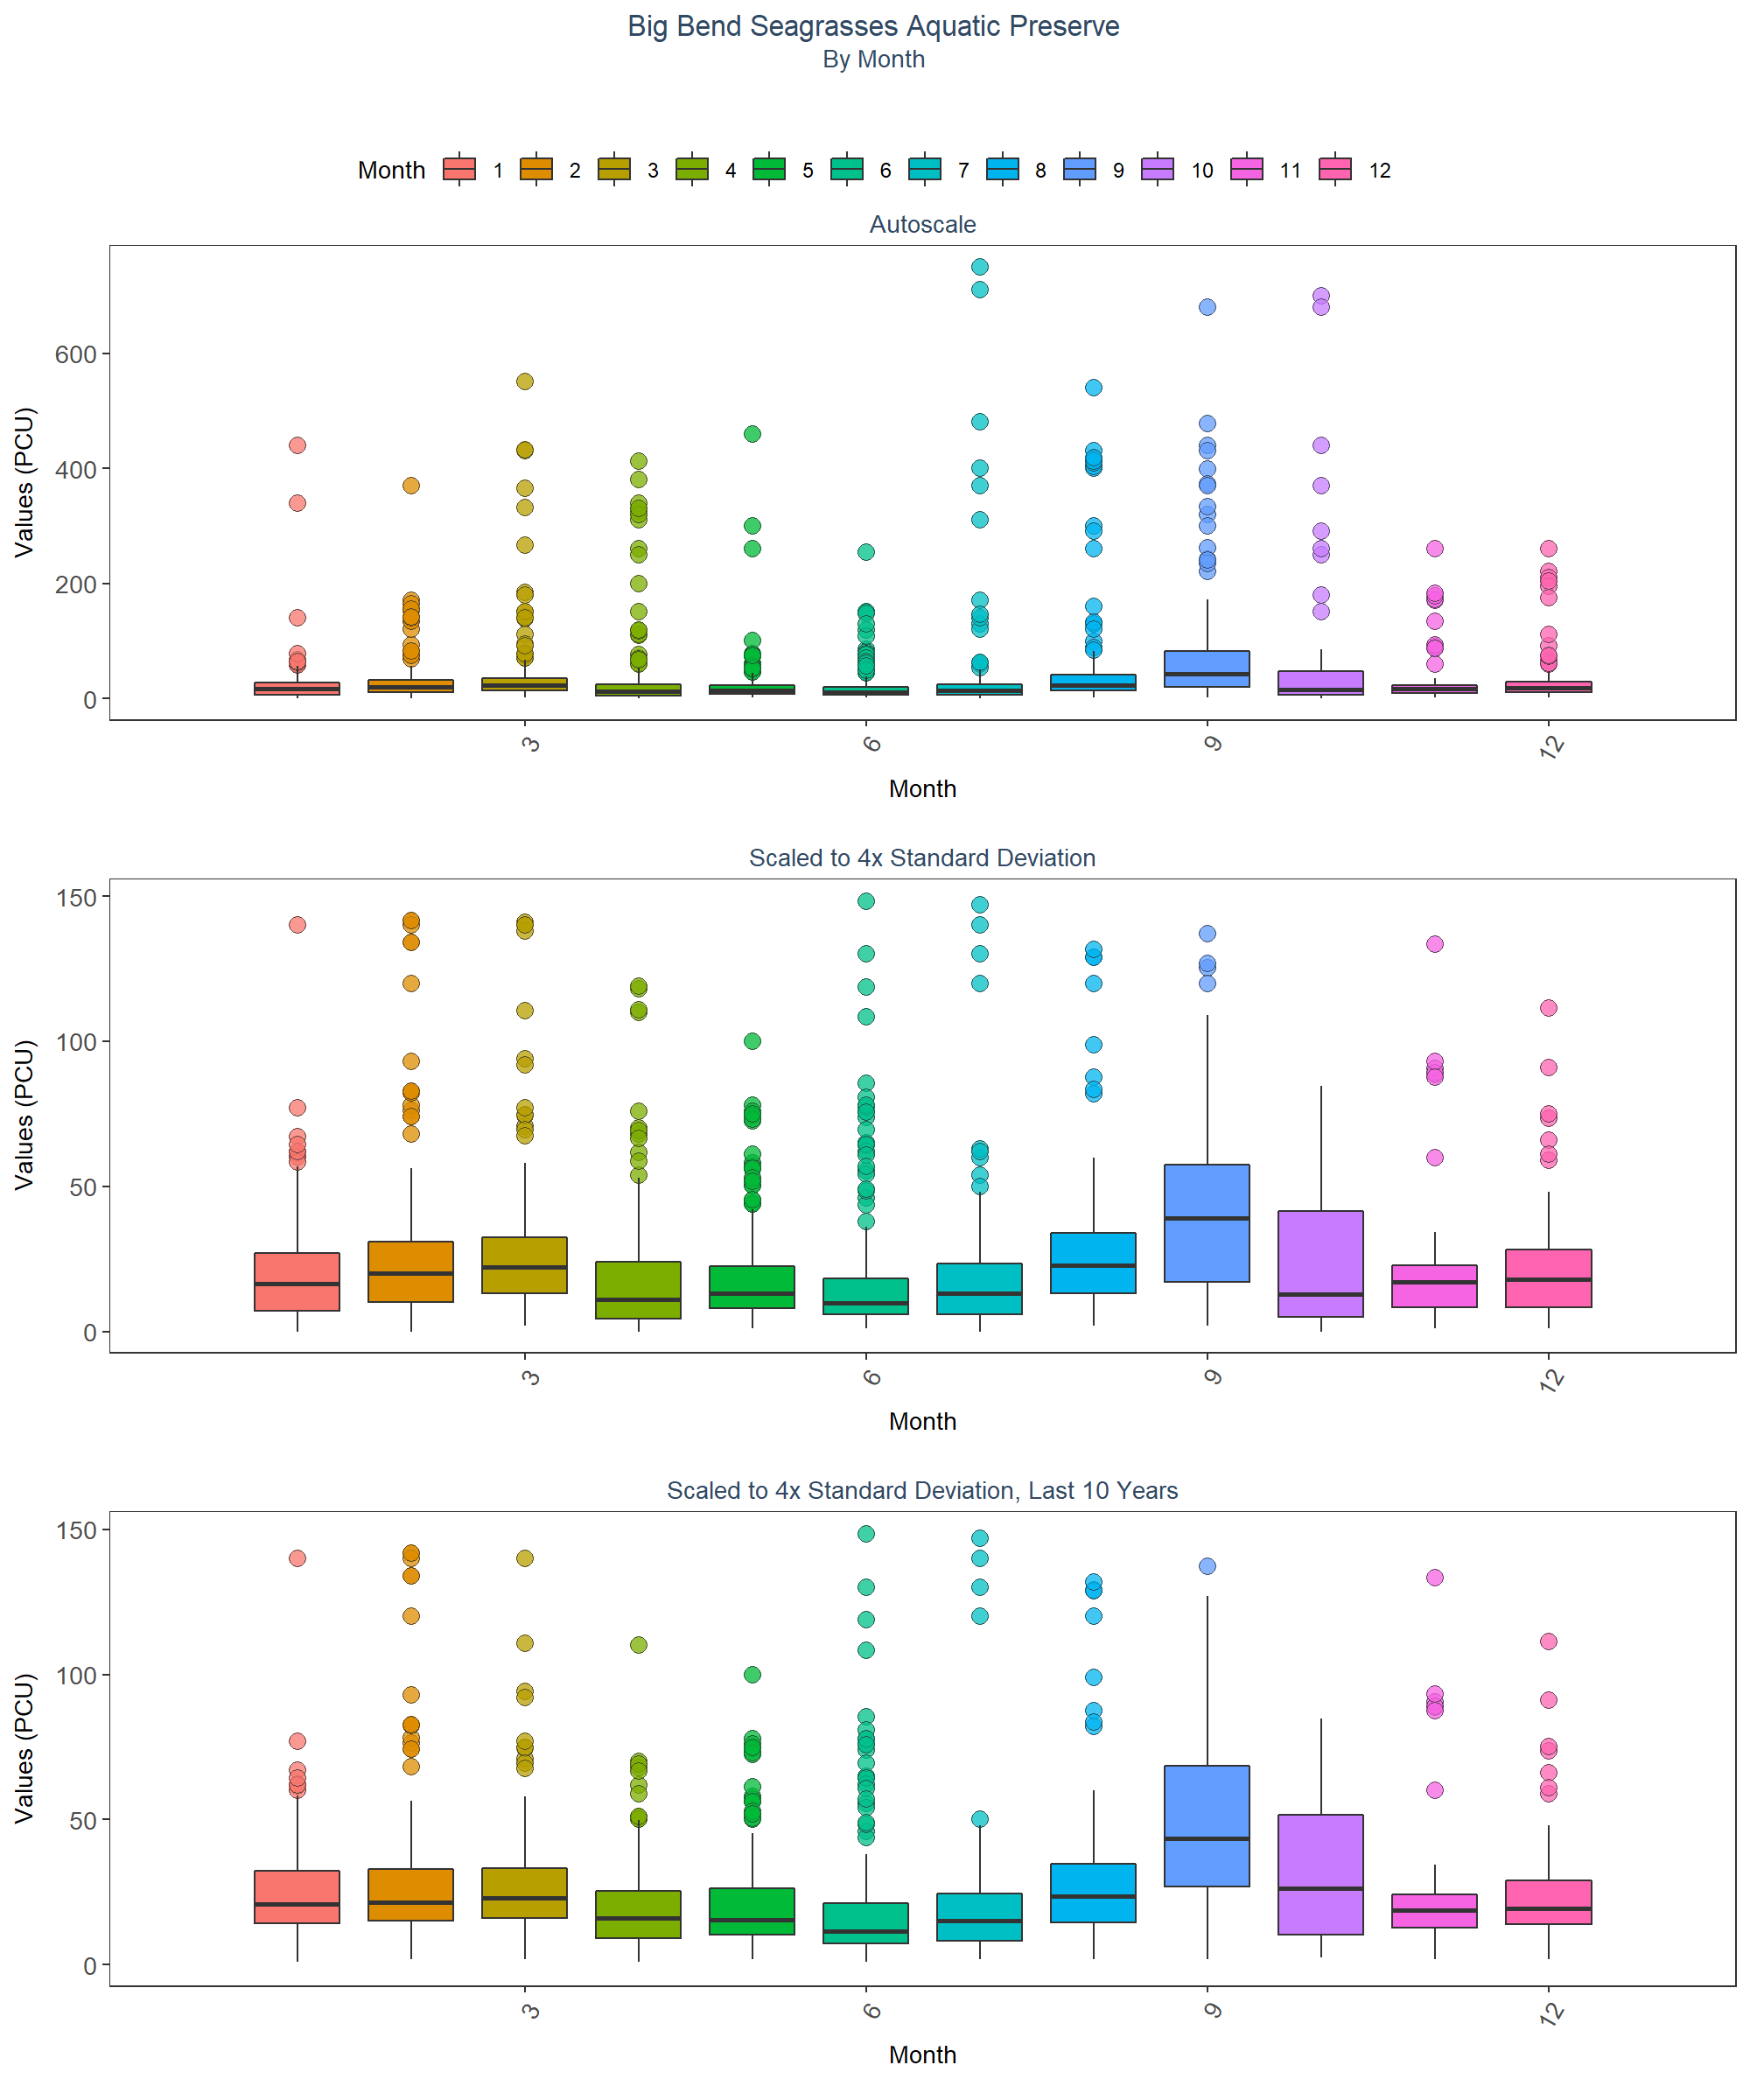 Big Bend Seagrasses Aquatic Preserve
By Month
Month 1 2 3 4 5 6 7 8 9 10 11 12
Autoscale
Values (PCU)
600
400
200
0
3 6 9 12
Month
Scaled to 4x Standard Deviation
Values (PCU)
150
100
50
0
3 6 9 12
Month
Scaled to 4x Standard Deviation, Last 10 Years
Values (PCU)
150
100
50
0
3 6 9 12
Month